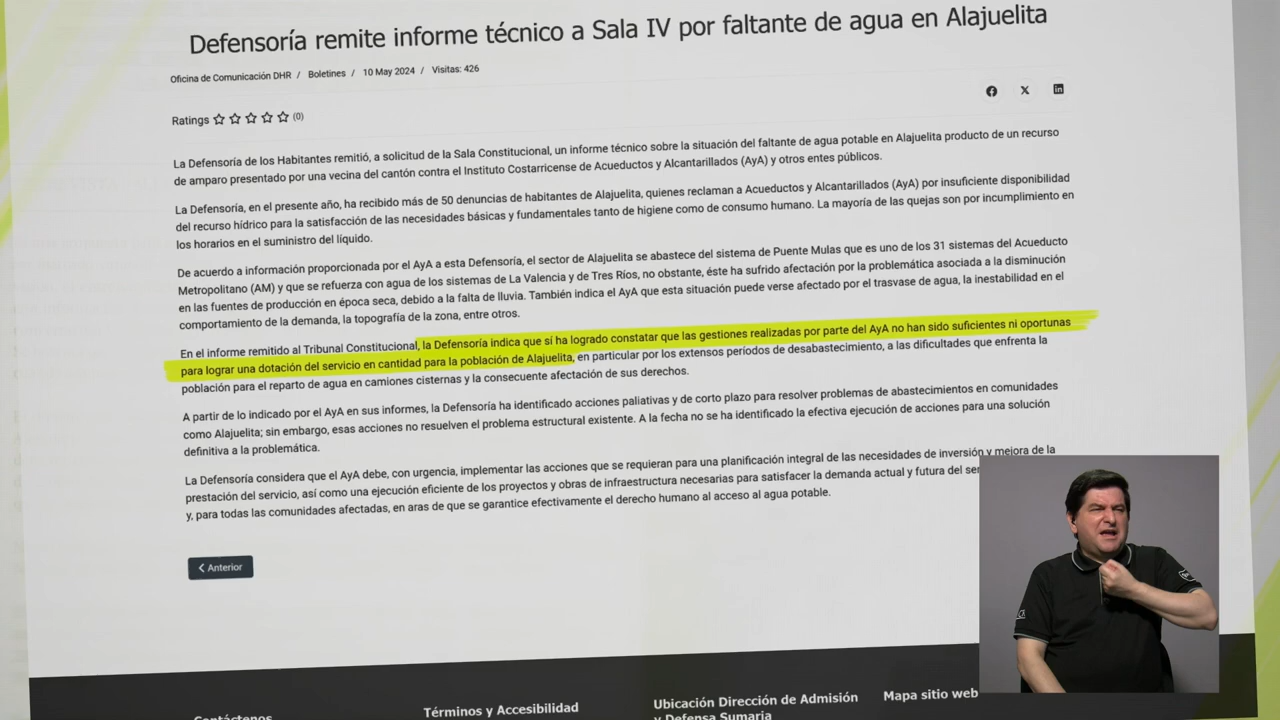 Defensoría remite informe técnico a Sala IV por faltante de agua en Alajuelita
Oficina de Comunicación DHR / Boletines / 10 May 2024 / Visitas: 426
Ratings ☆ ☆ ☆ ☆ ☆ (0)
La Defensoría de los Habitantes remitió, a solicitud de la Sala Constitucional, un informe técnico sobre la situación del faltante de agua potable en Alajuelita producto de un recurso
de amparo presentado por una vecina del cantón contra el Instituto Costarricense de Acueductos y Alcantarillados (AyA) y otros entes públicos.
La Defensoría, en el presente año, ha recibido más de 50 denuncias de habitantes de Alajuelita, quienes reclaman a Acueductos y Alcantarillados (AyA) por insuficiente disponibilidad
del recurso hídrico para la satisfacción de las necesidades básicas y fundamentales tanto de higiene como de consumo humano. La mayoría de las quejas son por incumplimiento en
los horarios en el suministro del líquido.
De acuerdo a información proporcionada por el AyA a esta Defensoría, el sector de Alajuelita se abastece del sistema de Puente Mulas que es uno de los 31 sistemas del Acueducto
Metropolitano (AM) y que se refuerza con agua de los sistemas de La Valencia y de Tres Ríos, no obstante, éste ha sufrido afectación por la problemática asociada a la disminución
en las fuentes de producción en época seca, debido a la falta de lluvia. También indica el AyA que esta situación puede verse afectado por el trasvase de agua, la inestabilidad en el
comportamiento de la demanda, la topografía de la zona, entre otros.
En el informe remitido al Tribunal Constitucional, la Defensoría indica que sí ha logrado constatar que las gestiones realizadas por parte del AyA no han sido suficientes ni oportunas
para lograr una dotación del servicio en cantidad para la población de Alajuelita, en particular por los extensos períodos de desabastecimiento, a las dificultades que enfrenta la
población para el reparto de agua en camiones cisternas y la consecuente afectación de sus derechos.
A partir de lo indicado por el AyA en sus informes, la Defensoría ha identificado acciones paliativas y de corto plazo para resolver problemas de abastecimiento en comunidades
como Alajuelita; sin embargo, esas acciones no resuelven el problema estructural existente. A la fecha no se ha identificado la efectiva ejecución de acciones para una solución
definitiva a la problemática.
La Defensoría considera que el AyA debe, con urgencia, implementar las acciones que se requieran para una planificación integral de las necesidades de inversión y mejora de la
prestación del servicio, así como una ejecución eficiente de los proyectos y obras de infraestructura necesarias para satisfacer la demanda actual y futura del ser
y, para todas las comunidades afectadas, en aras de que se garantice efectivamente el derecho humano al acceso al agua potable.
Anterior
Contáctenos
Términos y Accesibilidad
Ubicación Dirección de Admisión
y Defensa Sumaria
Mapa sitio web